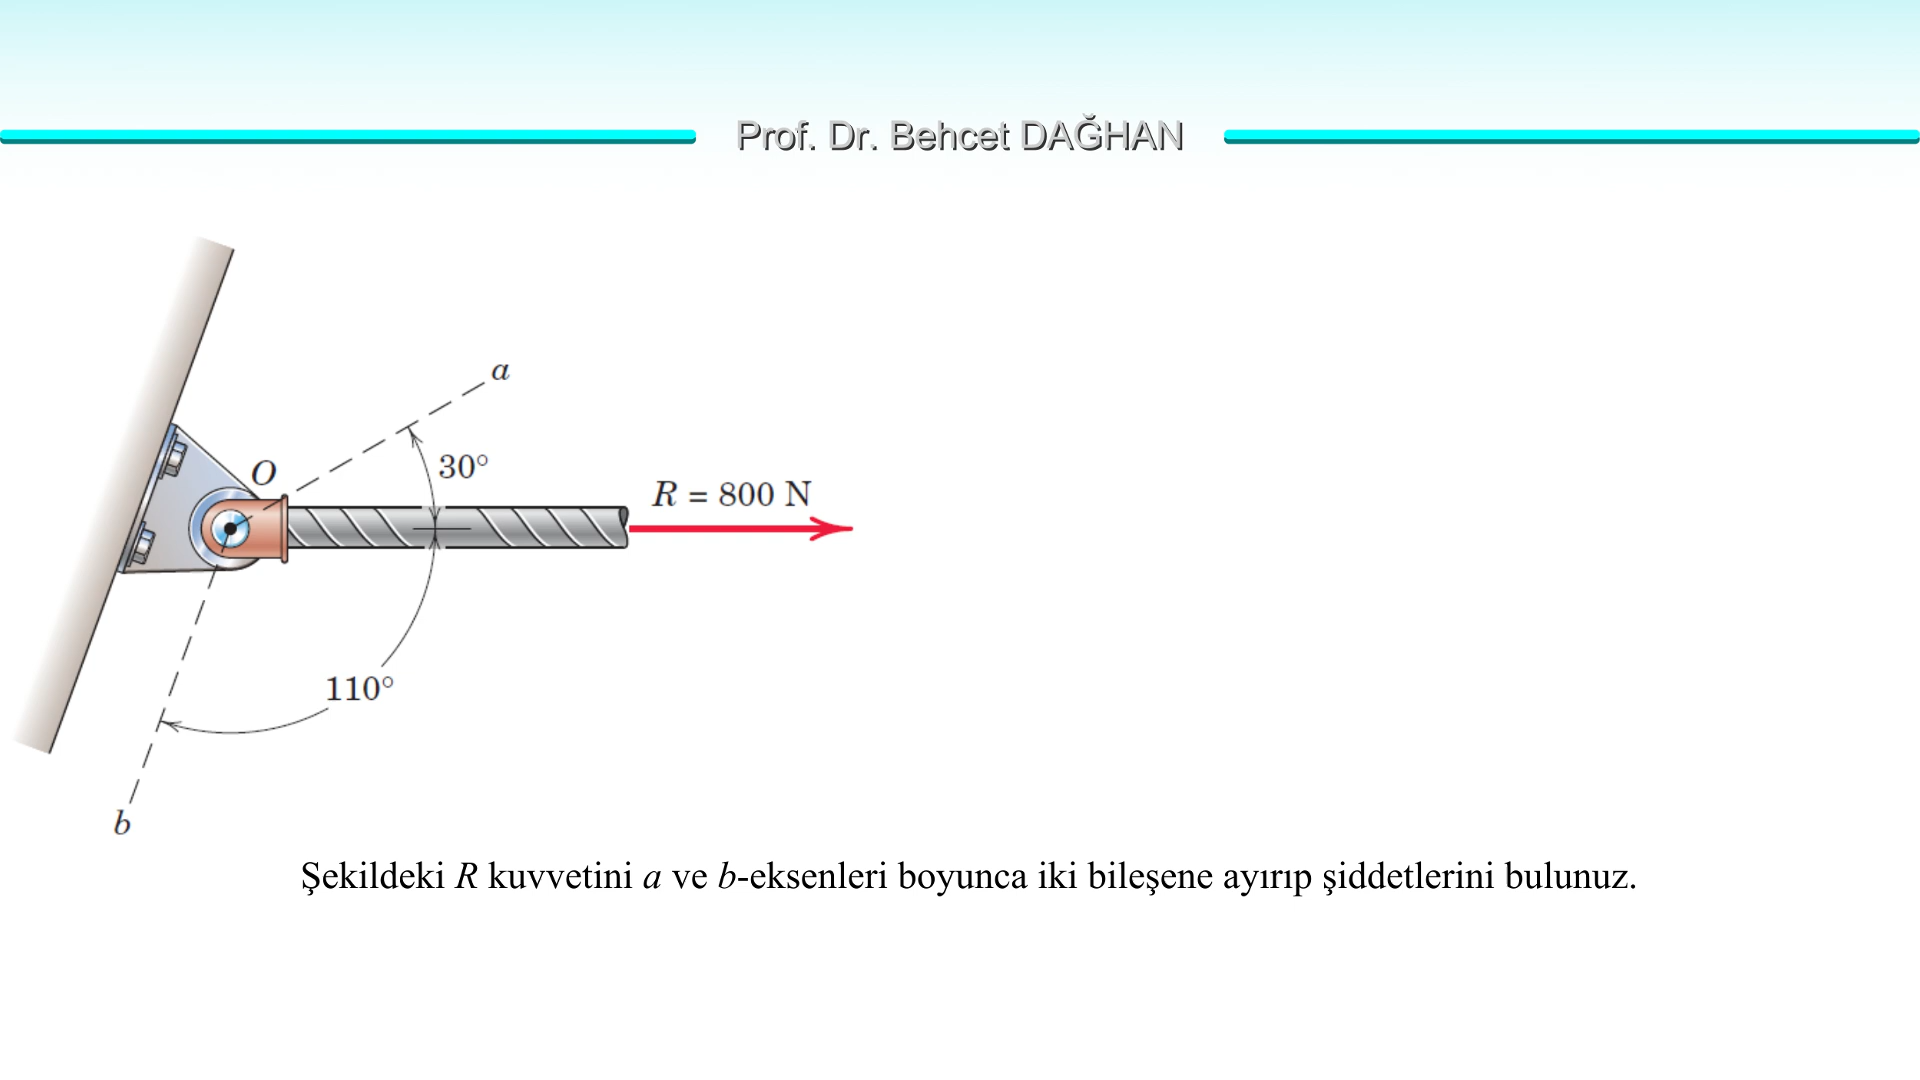 Prof. Dr. Behcet DAĞHAN
a
O
30°
R = 800 N
110°
b
Şekildeki R kuvvetini a ve b-eksenleri boyunca iki bileşene ayırıp şiddetlerini bulunuz.